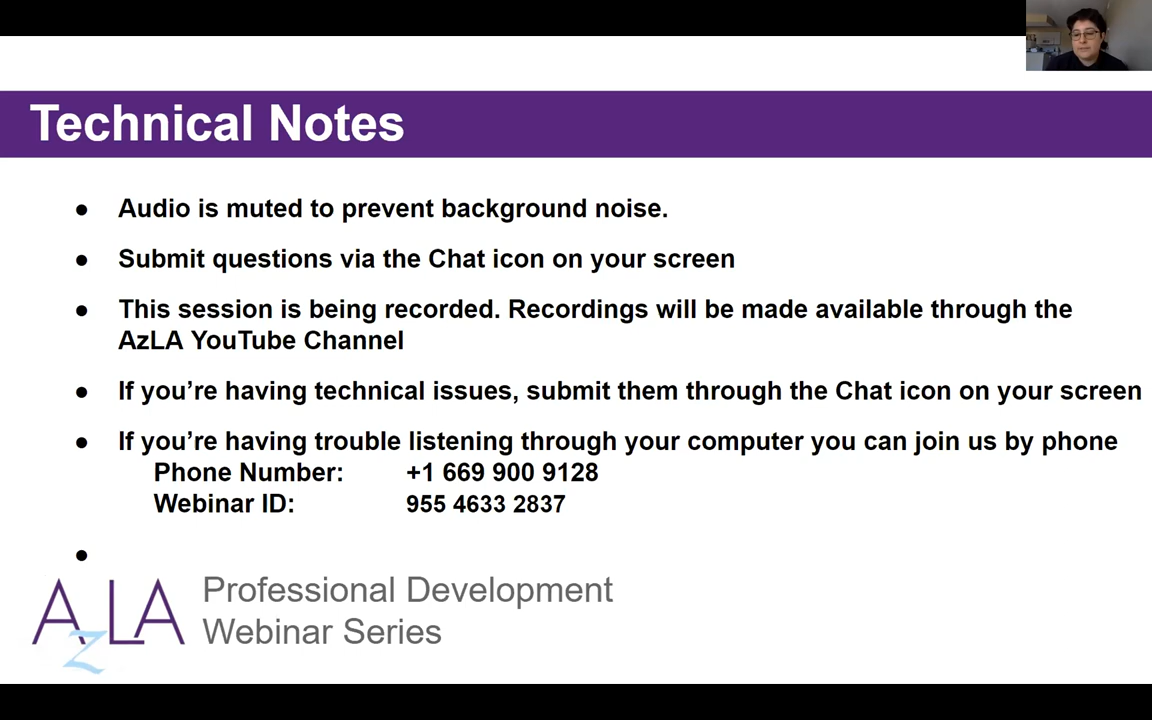 Technical Notes
● Audio is muted to prevent background noise.
● Submit questions via the Chat icon on your screen
● This session is being recorded. Recordings will be made available through the
AzLA YouTube Channel
● If you’re having technical issues, submit them through the Chat icon on your screen
● If you’re having trouble listening through your computer you can join us by phone
Phone Number: +1 669 900 9128
Webinar ID: 955 4633 2837
●
AzLA Professional Development
Webinar Series